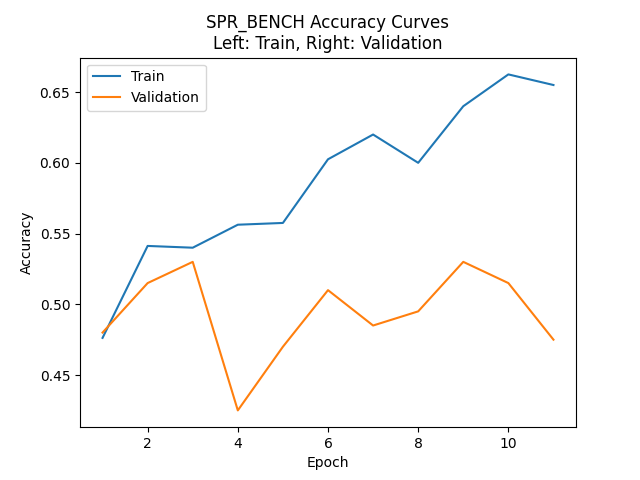 SPR_BENCH Accuracy Curves
Left: Train, Right: Validation
Train
Validation
Accuracy
0.65
0.60
0.55
0.50
0.45
2 4 6 8 10
Epoch